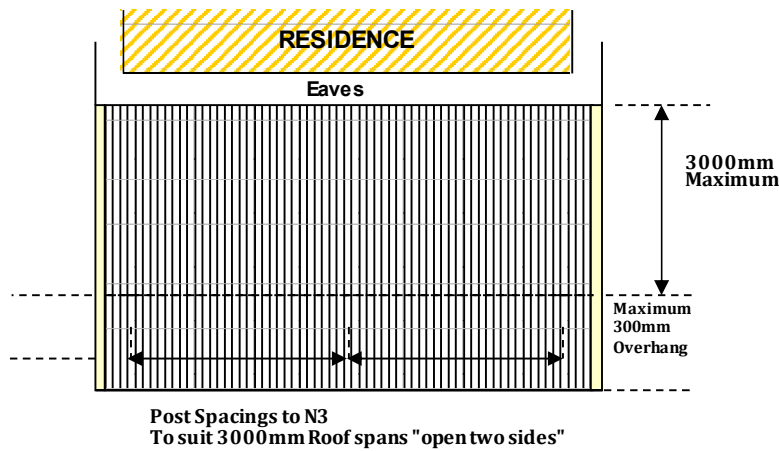 RESIDENCE
Eaves
3000mm
Maximum
Maximum
300mm
Overhang
Post Spacings to N3
To suit 3000mm Roof spans "open two sides"